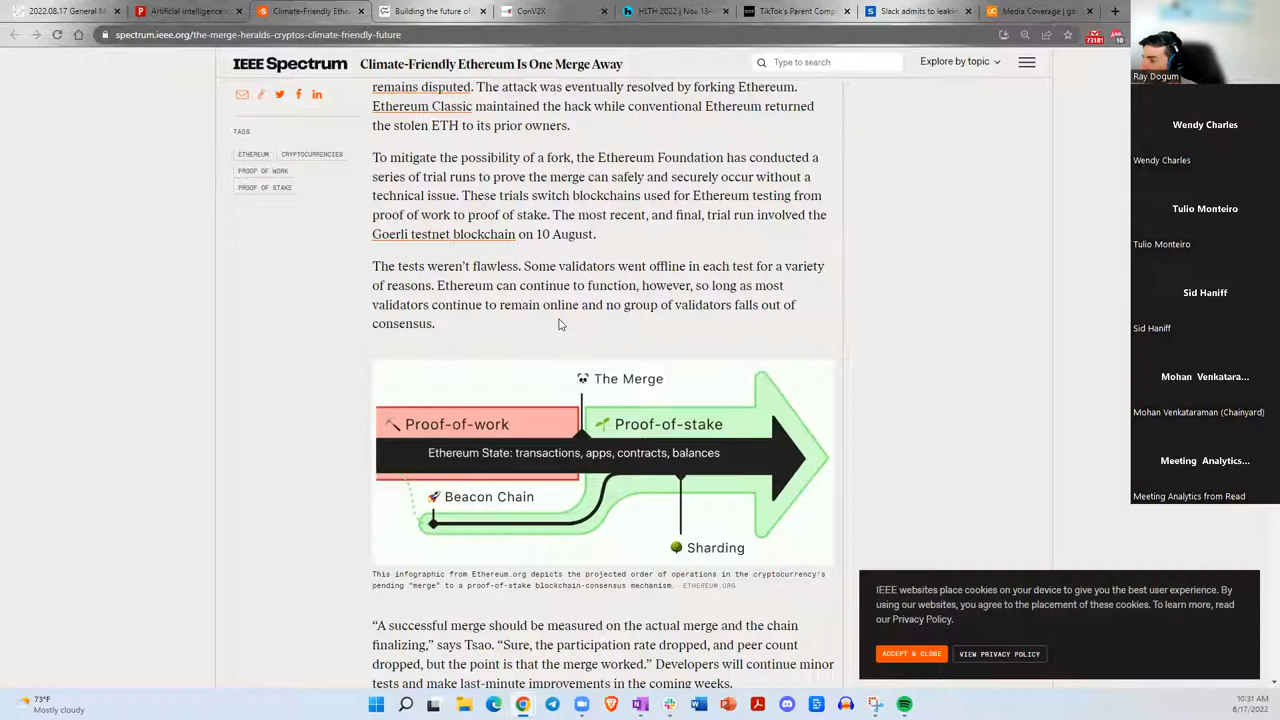 2022.08.17 General M
Artificial intelligence
Climate-Friendly Ethe
Building the future of
ConV2X
HLTH 2022 | Nov 13-
TikTok's Parent Comp
Slack admits to leakin
Media Coverage | ga
spectrum.ieee.org/the-merge-heralds-cryptos-climate-friendly-future
73181
10
IEEE Spectrum
Climate-Friendly Ethereum Is One Merge Away
Type to search
Explore by topic
TAGS
ETHEREUM
CRYPTOCURRENCIES
PROOF OF WORK
PROOF OF STAKE
remains disputed. The attack was eventually resolved by forking Ethereum.
Ethereum Classic maintained the hack while conventional Ethereum returned
the stolen ETH to its prior owners.
To mitigate the possibility of a fork, the Ethereum Foundation has conducted a
series of trial runs to prove the merge can safely and securely occur without a
technical issue. These trials switch blockchains used for Ethereum testing from
proof of work to proof of stake. The most recent, and final, trial run involved the
Goerli testnet blockchain on 10 August.
The tests weren't flawless. Some validators went offline in each test for a variety
of reasons. Ethereum can continue to function, however, so long as most
validators continue to remain online and no group of validators falls out of
consensus.
The Merge
Proof-of-work
Proof-of-stake
Ethereum State: transactions, apps, contracts, balances
Beacon Chain
Sharding
This infographic from Ethereum.org depicts the projected order of operations in the cryptocurrency's
pending "merge" to a proof-of-stake blockchain-consensus mechanism. ETHEREUM.ORG
"A successful merge should be measured on the actual merge and the chain
finalizing," says Tsao. "Sure, the participation rate dropped, and peer count
dropped, but the point is that the merge worked." Developers will continue minor
tests and make last-minute improvements in the coming weeks.
IEEE websites place cookies on your device to give you the best user experience. By
using our websites, you agree to the placement of these cookies. To learn more, read
our Privacy Policy.
ACCEPT & CLOSE
VIEW PRIVACY POLICY
Ray Dogum
Wendy Charles
Wendy Charles
Tulio Monteiro
Tulio Monteiro
Sid Haniff
Sid Haniff
Mohan Venkatara...
Mohan Venkataraman (Chainyard)
Meeting Analytics...
Meeting Analytics from Read
73°F
Mostly cloudy
10:31 AM
8/17/2022